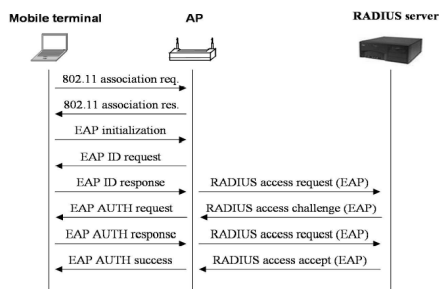 Mobile terminal AP RADIUS server
802.11 association req.
802.11 association res.
EAP initialization
EAP ID request
EAP ID response RADIUS access request (EAP)
EAP AUTH request RADIUS access challenge (EAP)
EAP AUTH response RADIUS access request (EAP)
EAP AUTH success RADIUS access accept (EAP)